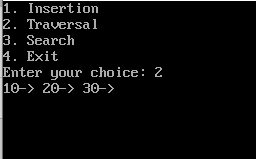 1. Insertion
2. Traversal
3. Search
4. Exit
Enter your choice: 2
10-> 20-> 30->